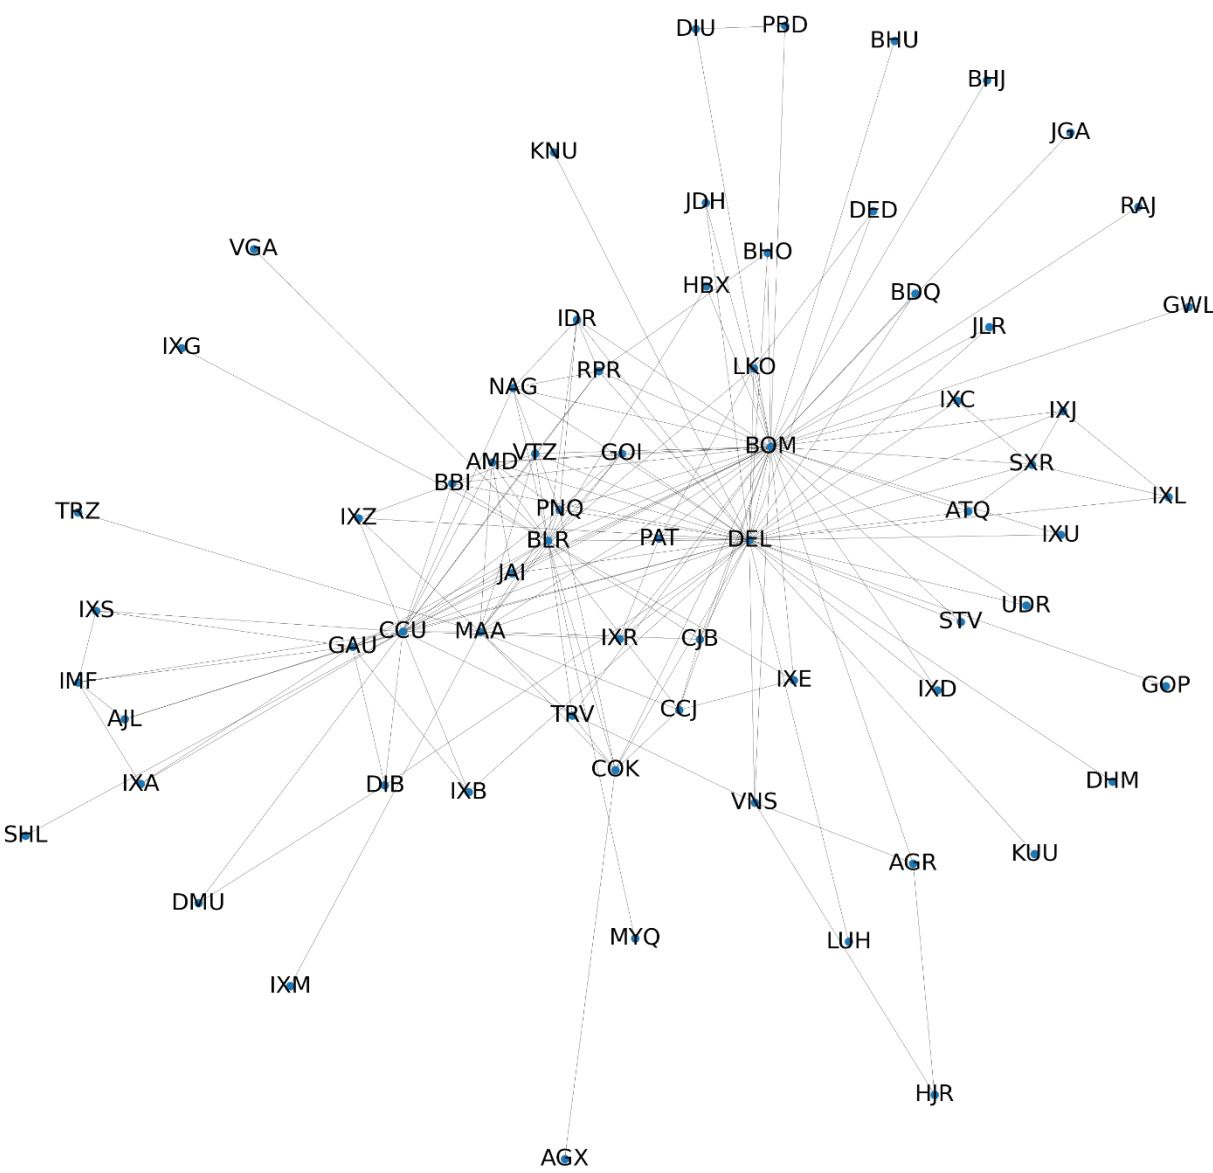 DIU
PBD
BHU
BHJ
JGA
KNU
JDH
DED
RAJ
VGA
BHO
HBX
BDQ
GWL
IDR
JLR
IXG
RPR
LKO
NAG
IXC
IXJ
BOM
AMD
VTZ
GOI
SXR
BBI
IXL
TRZ
IXZ
PNQ
ATQ
BLR
PAT
DEL
IXU
JAI
IXS
UDR
STV
CCU
MAA
GAU
IXR
CJB
IMF
IXE
IXD
GOP
AJL
TRV
CCJ
IXA
DIB
IXB
COK
VNS
DHM
SHL
AGR
KUU
DMU
MYQ
LUH
IXM
HJR
AGX